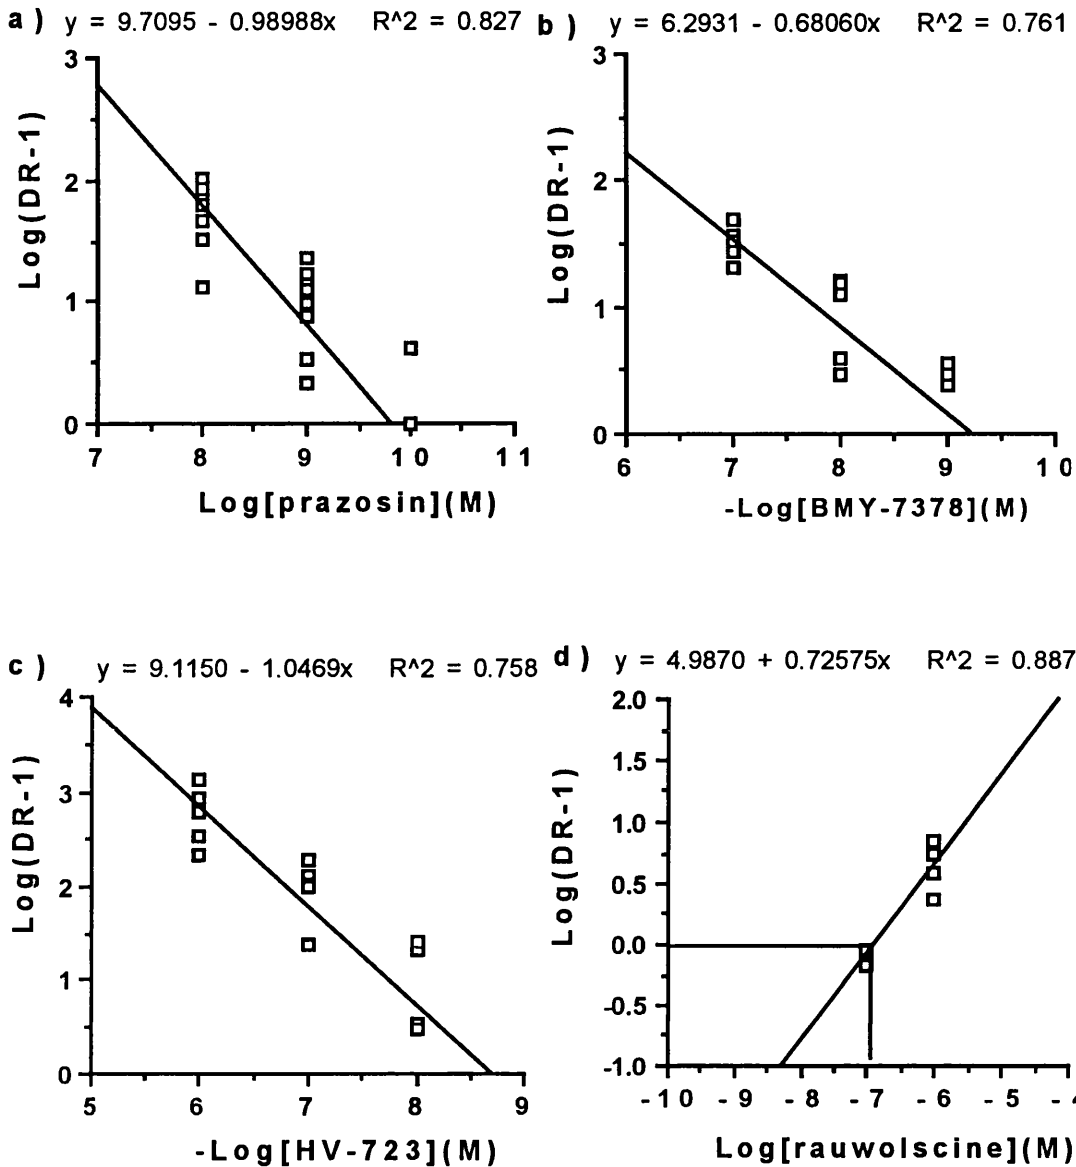 a ) y = 9.7095 - 0.98988x R^2 = 0.827
3
2
1
0
Log(DR-1)
7 8 9 10 11
Log[prazosin](M)
b ) y = 6.2931 - 0.68060x R^2 = 0.761
3
2
1
0
Log(DR-1)
6 7 8 9 10
-Log[BMY-7378](M)
c ) y = 9.1150 - 1.0469x R^2 = 0.758
4
3
2
1
0
Log(DR-1)
5 6 7 8 9
-Log[HV-723](M)
d ) y = 4.9870 + 0.72575x R^2 = 0.887
2.0
1.5
1.0
0.5
0.0
-0.5
-1.0
Log(DR-1)
-10 -9 -8 -7 -6 -5 -4
Log[rauwolscine](M)